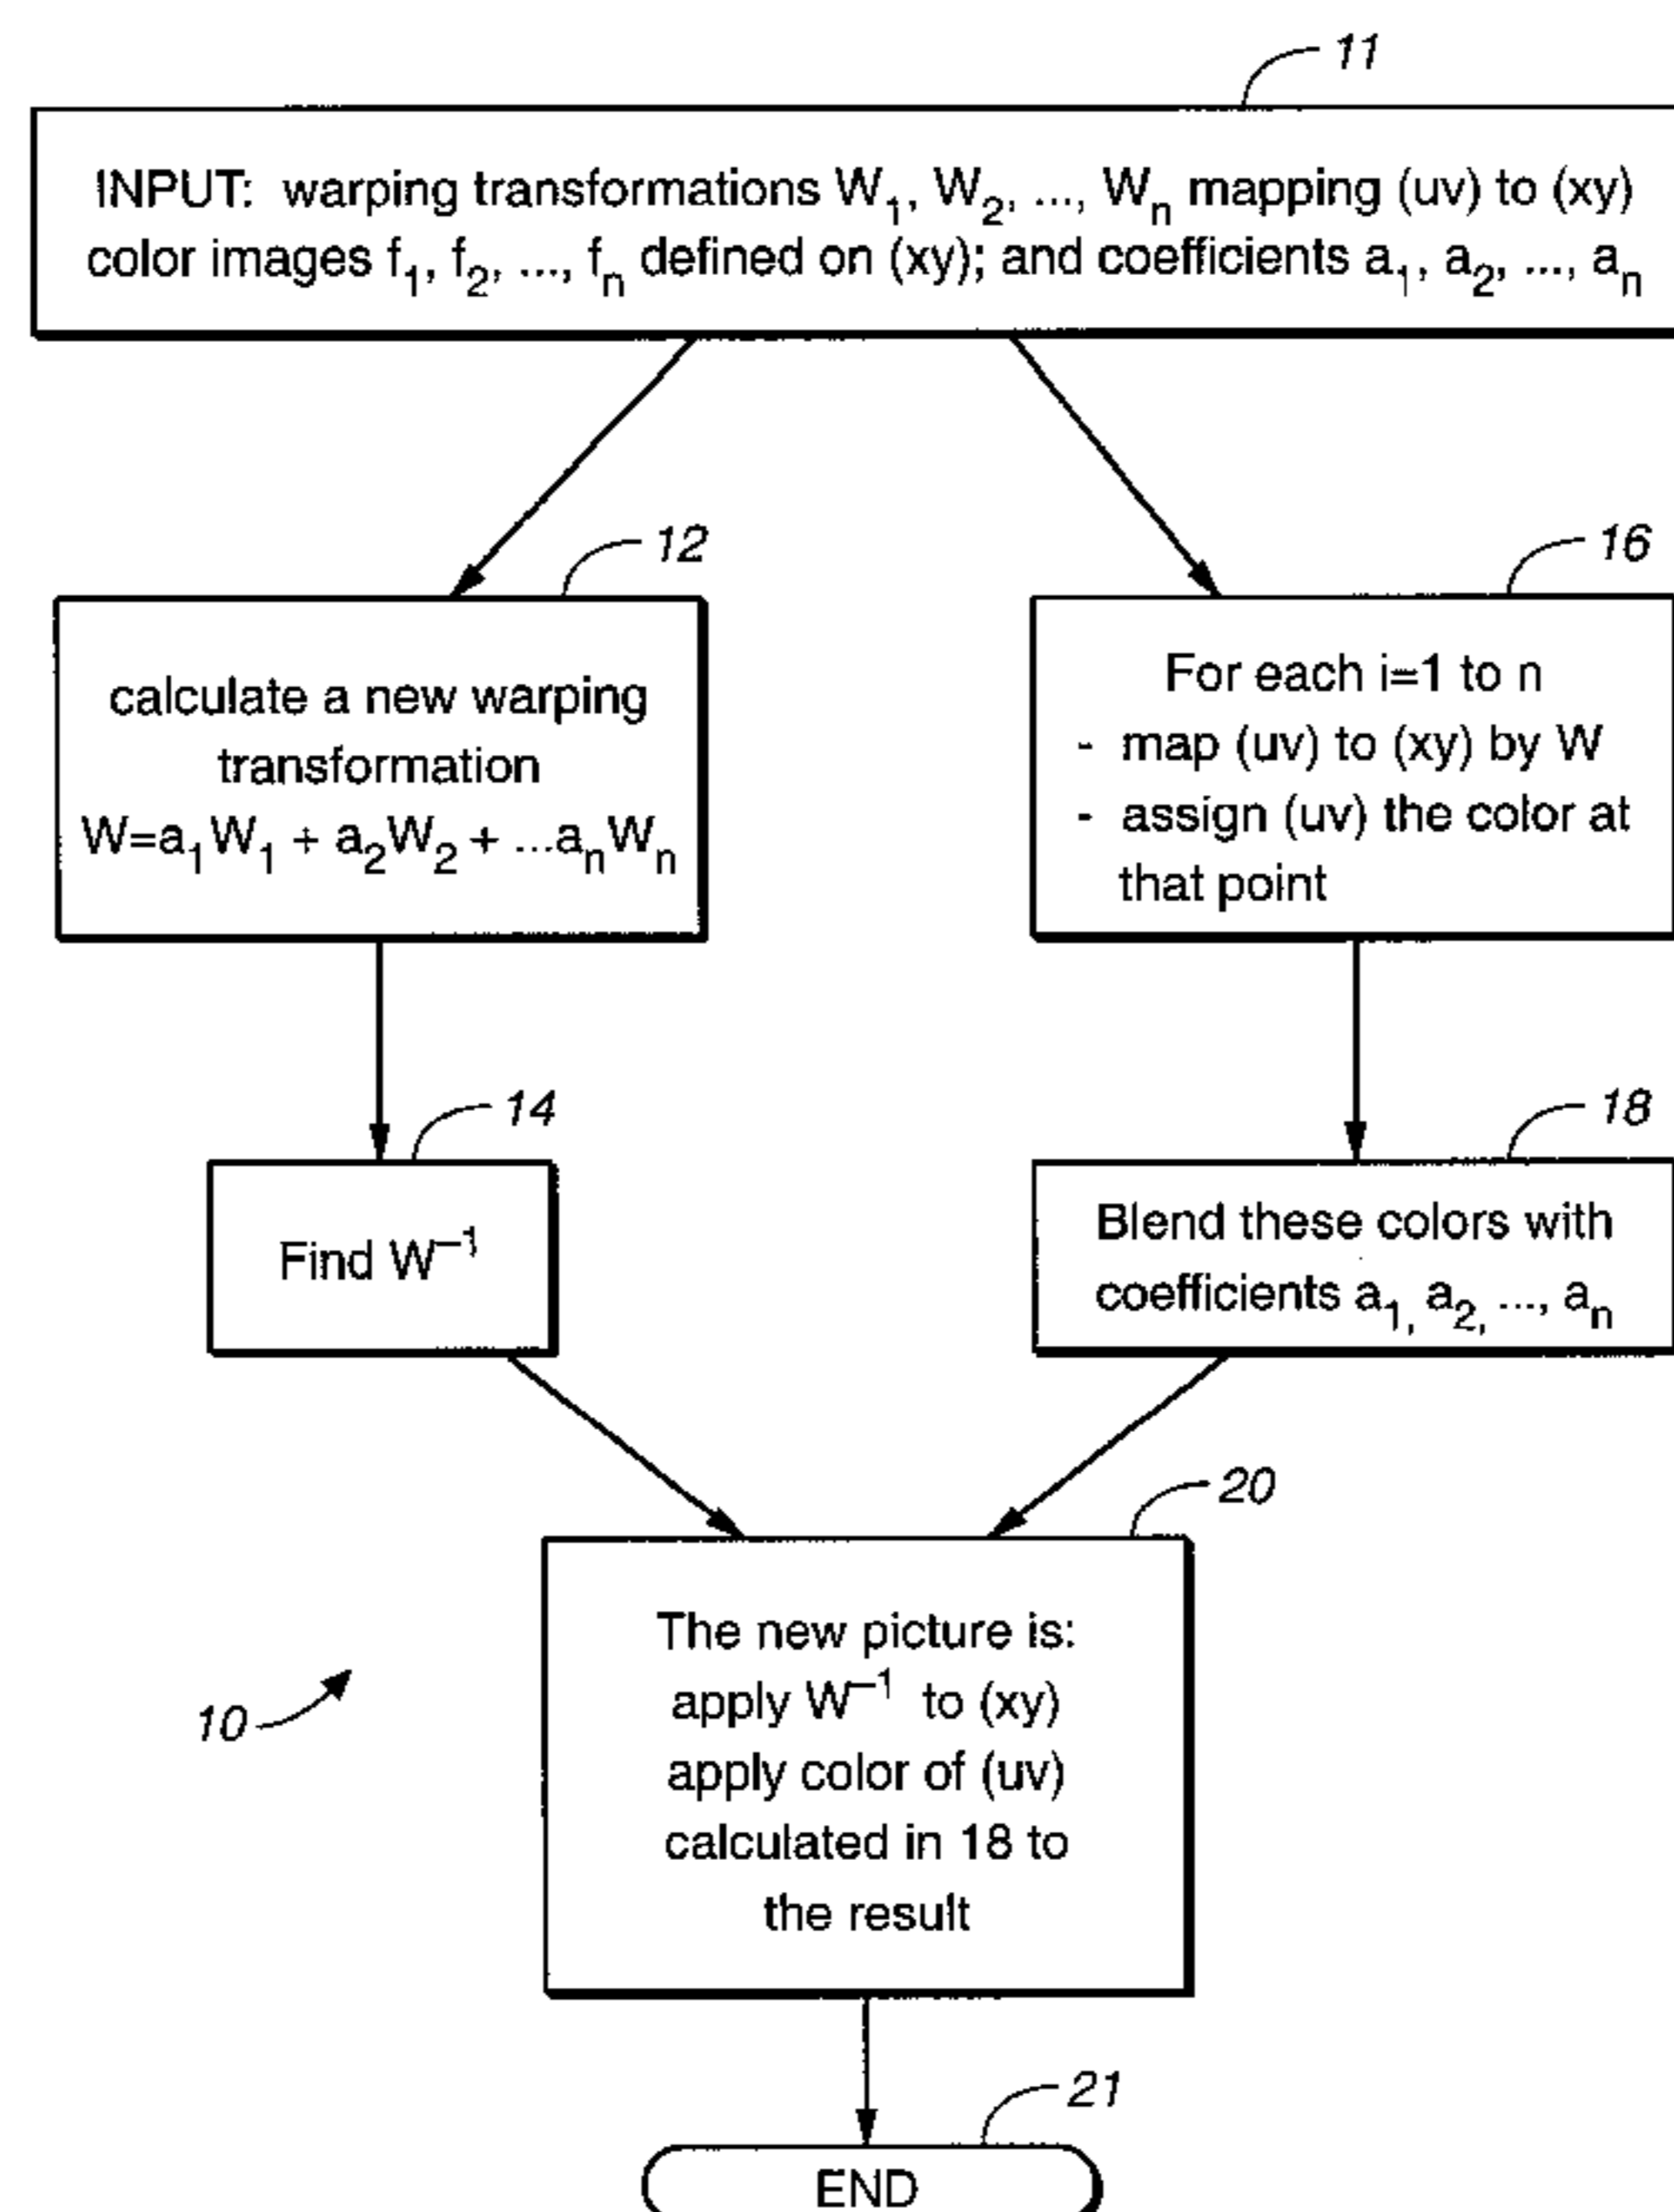 11
INPUT: warping transformations W₁, W₂, ..., Wₙ mapping (uv) to (xy)
color images f₁, f₂, ..., fₙ defined on (xy); and coefficients a₁, a₂, ..., aₙ
12
calculate a new warping
transformation
W=a₁W₁ + a₂W₂ + ...aₙWₙ
16
For each i=1 to n
- map (uv) to (xy) by W
- assign (uv) the color at
that point
14
Find W⁻¹
18
Blend these colors with
coefficients a₁, a₂, ..., aₙ
20
The new picture is:
apply W⁻¹ to (xy)
apply color of (uv)
calculated in 18 to
the result
10
21
END